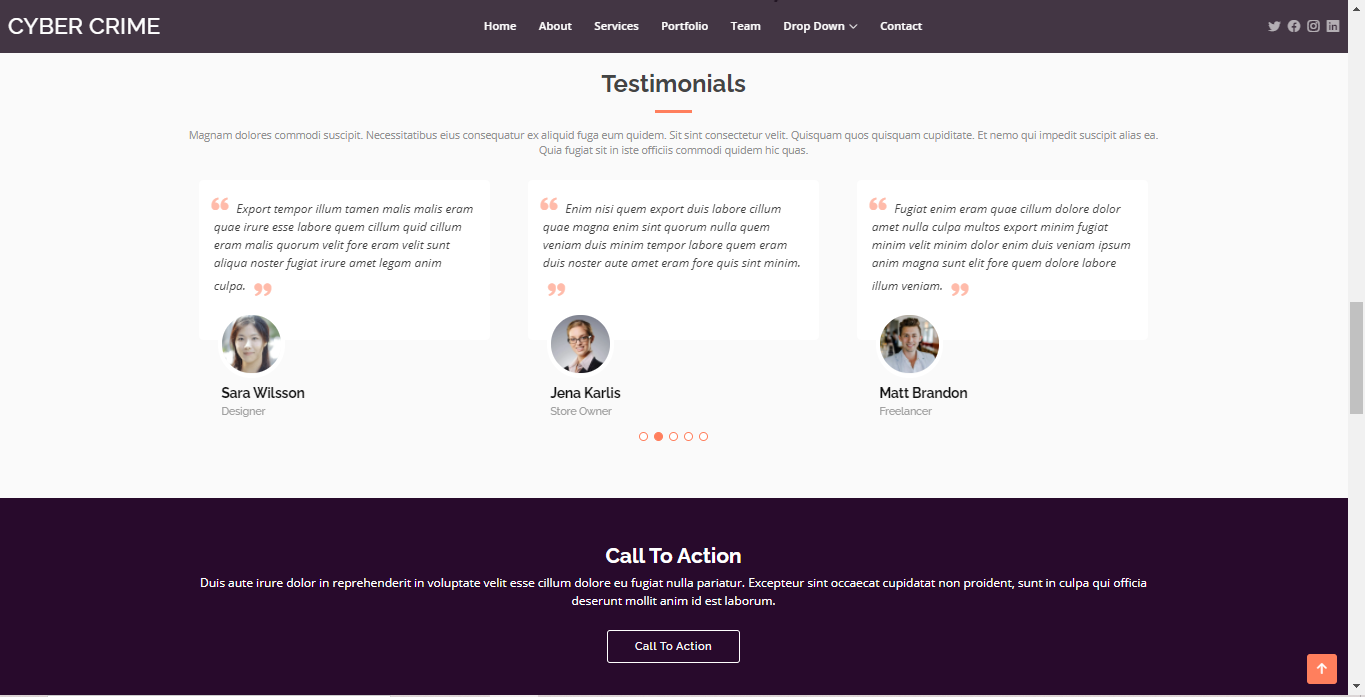 CYBER CRIME
Home About Services Portfolio Team Drop Down Contact
Testimonials
Magnam dolores commodi suscipit. Necessitatibus eius consequatur ex aliquid fuga eum quidem. Sit sint consectetur velit. Quisquam quos quisquam cupiditate. Et nemo qui impedit suscipit alias ea.
Quia fugiat sit in iste officiis commodi quidem hic quas.
“ Export tempor illum tamen malis malis eram
quae irure esse labore quem cillum quid cillum
eram malis quorum velit fore eram velit sunt
aliqua noster fugiat irure amet legam anim
culpa. ”
Sara Wilsson
Designer
“ Enim nisi quem export duis labore cillum
quae magna enim sint quorum nulla quem
veniam duis minim tempor labore quem eram
duis noster aute amet eram fore quis sint minim.
”
Jena Karlis
Store Owner
“ Fugiat enim eram quae cillum dolore dolor
amet nulla culpa multos export minim fugiat
minim velit minim dolor enim duis veniam ipsum
anim magna sunt elit fore quem dolore labore
illum veniam. ”
Matt Brandon
Freelancer
Call To Action
Duis aute irure dolor in reprehenderit in voluptate velit esse cillum dolore eu fugiat nulla pariatur. Excepteur sint occaecat cupidatat non proident, sunt in culpa qui officia
deserunt mollit anim id est laborum.
Call To Action